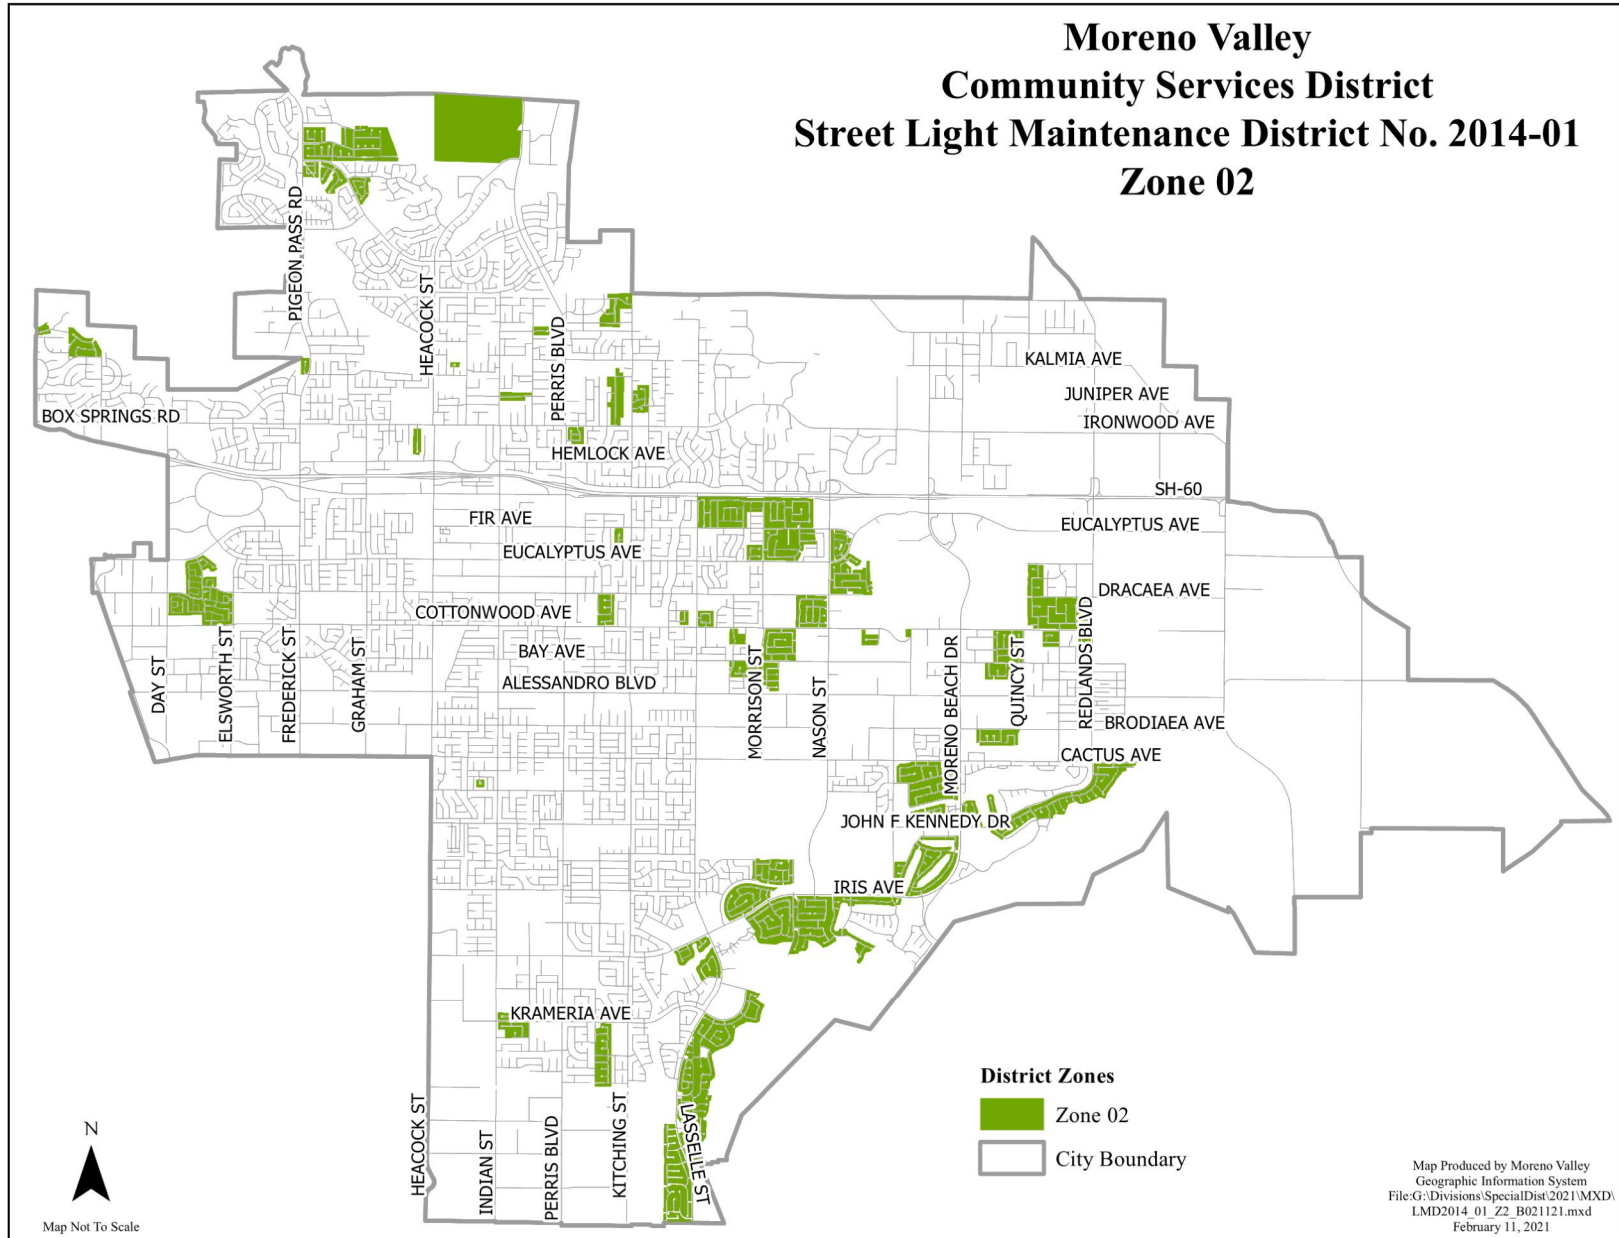 Moreno Valley
Community Services District
Street Light Maintenance District No. 2014-01
Zone 02
PIGEON PASS RD
HEACOCK ST
PERRIS BLVD
KALMIA AVE
JUNIPER AVE
IRONWOOD AVE
BOX SPRINGS RD
HEMLOCK AVE
SH-60
FIR AVE
EUCALYPTUS AVE
EUCALYPTUS AVE
DRACAEA AVE
COTTONWOOD AVE
BAY AVE
ALESSANDRO BLVD
DAY ST
ELSWORTH ST
FREDERICK ST
GRAHAM ST
MORRISON ST
NASON ST
MORENO BEACH DR
QUINCY ST
REDLANDS BLVD
BRODIAEA AVE
CACTUS AVE
JOHN F KENNEDY DR
IRIS AVE
KRAMERIA AVE
HEACOCK ST
INDIAN ST
PERRIS BLVD
KITCHING ST
LASSELLE ST
District Zones
Zone 02
City Boundary
N
Map Not To Scale
Map Produced by Moreno Valley
Geographic Information System
File:G:\Divisions\SpecialDist\2021\MXD\
LMD2014_01_Z2_B021121.mxd
February 11, 2021